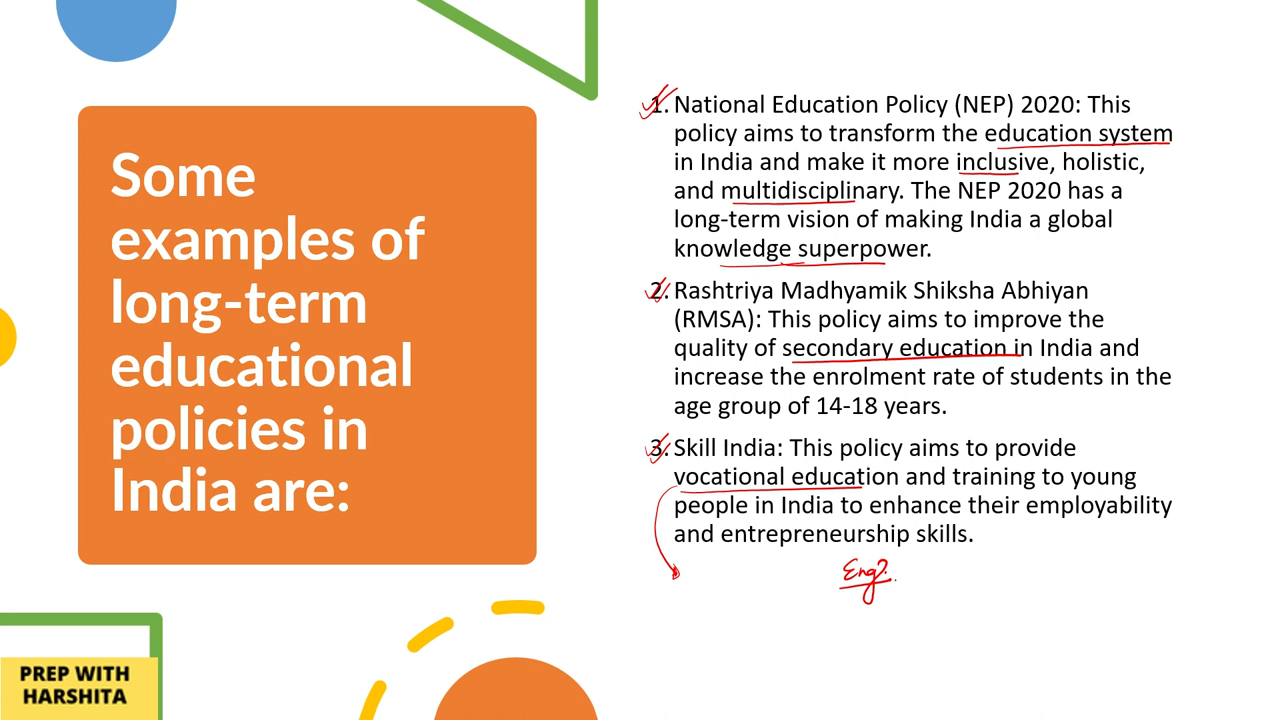 Some
examples of
long-term
educational
policies in
India are:
1. National Education Policy (NEP) 2020: This
policy aims to transform the education system
in India and make it more inclusive, holistic,
and multidisciplinary. The NEP 2020 has a
long-term vision of making India a global
knowledge superpower.
2. Rashtriya Madhyamik Shiksha Abhiyan
(RMSA): This policy aims to improve the
quality of secondary education in India and
increase the enrolment rate of students in the
age group of 14-18 years.
3. Skill India: This policy aims to provide
vocational education and training to young
people in India to enhance their employability
and entrepreneurship skills.
PREP WITH
HARSHITA